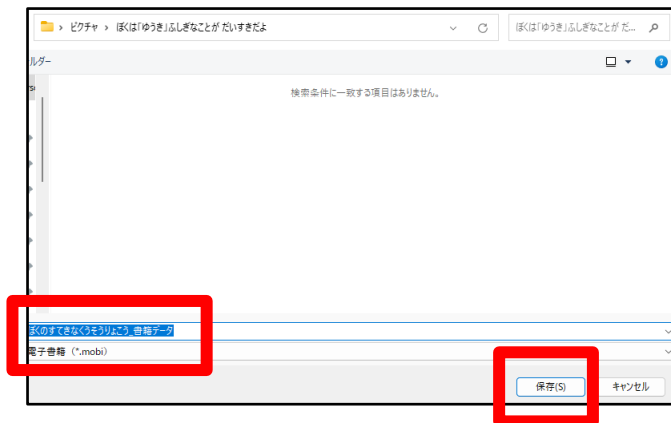 ピクチャ › ぼくは「ゆうき」ふしぎなことが だいすきだよ
ぼくは「ゆうき」ふしぎなことが だ...
ルダー
検索条件に一致する項目はありません。
ぼくのすてきなくうそうりょこう_書籍データ
電子書籍 (*.mobi)
保存(S)
キャンセル